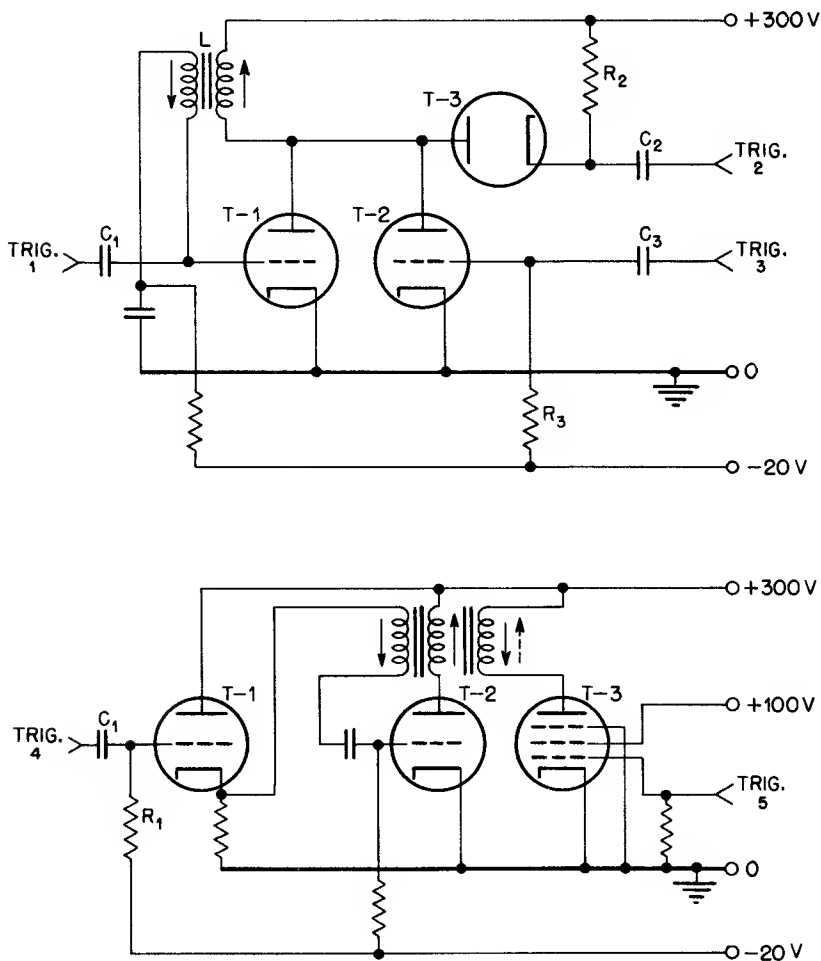 +300V
L
R2
T-3
C2
TRIG. 2
T-1
T-2
C1
C3
TRIG. 1
TRIG. 3
0
R3
-20V
+300V
T-1
T-2
T-3
+100V
C1
TRIG. 4
TRIG. 5
R1
0
-20V